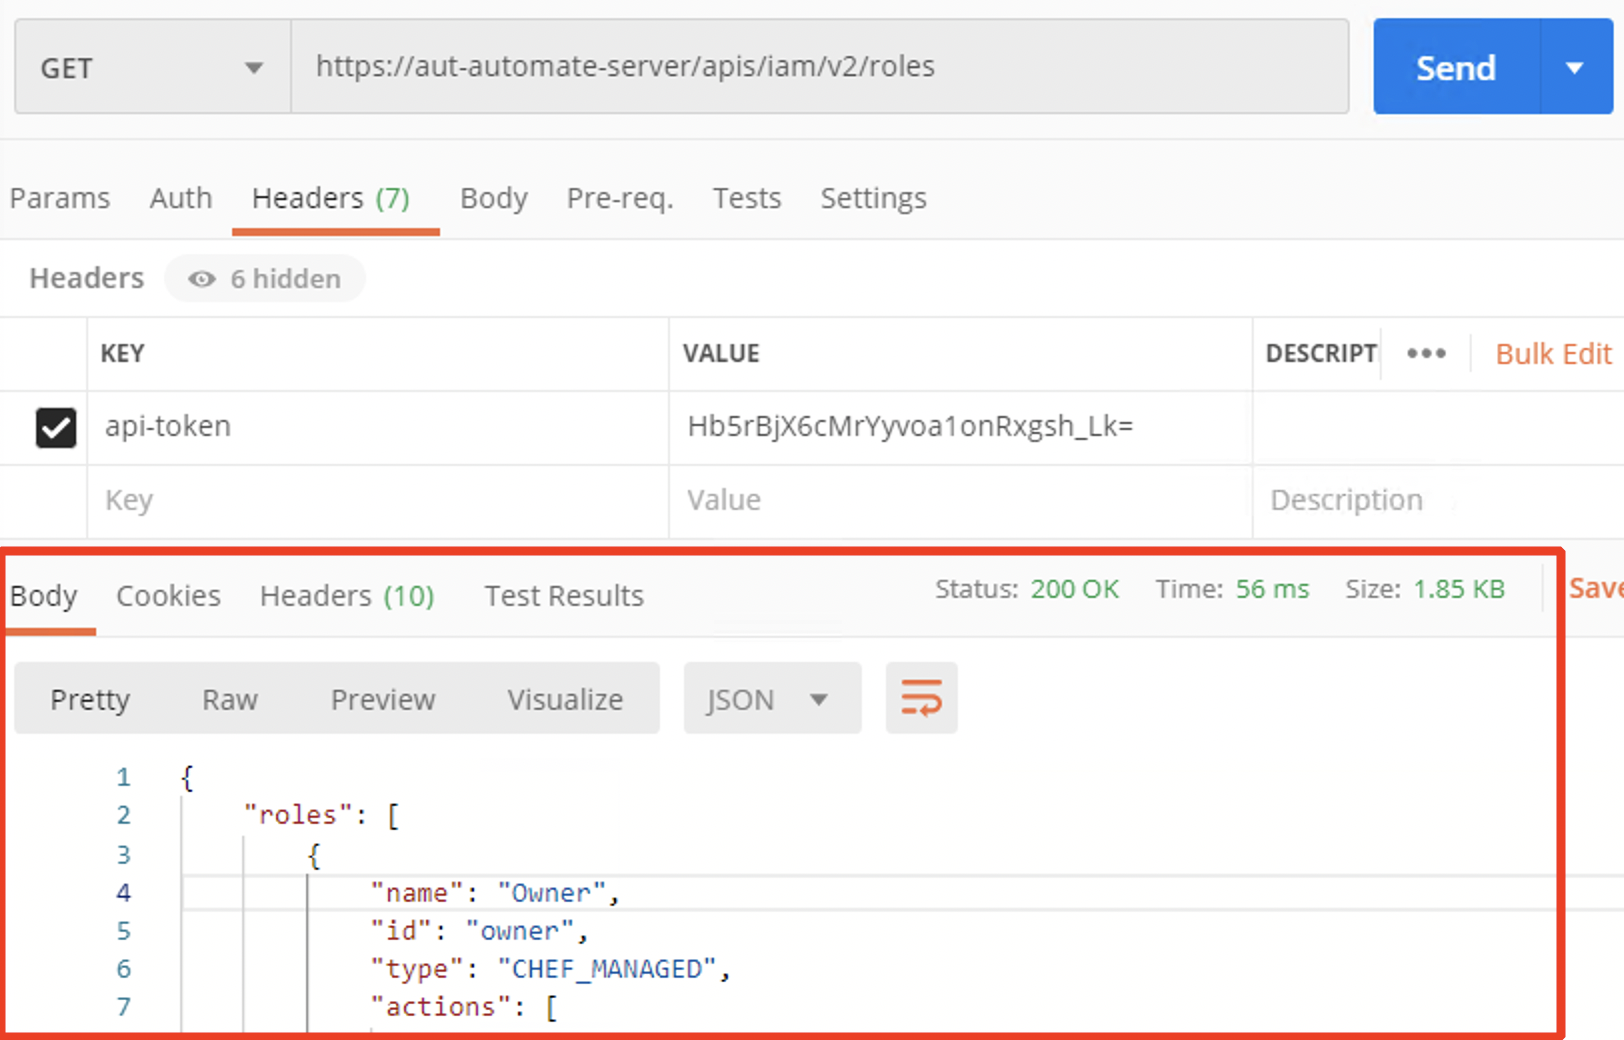 GET https://aut-automate-server/apis/iam/v2/roles Send
Params Auth Headers (7) Body Pre-req. Tests Settings
Headers 6 hidden
KEY VALUE DESCRIPT ••• Bulk Edit
api-token Hb5rBjX6cMrYyvoa1onRxgsh_Lk=
Key Value Description
Body Cookies Headers (10) Test Results Status: 200 OK Time: 56 ms Size: 1.85 KB Save
Pretty Raw Preview Visualize JSON
1 {
2 "roles": [
3 {
4 "name": "Owner",
5 "id": "owner",
6 "type": "CHEF_MANAGED",
7 "actions": [